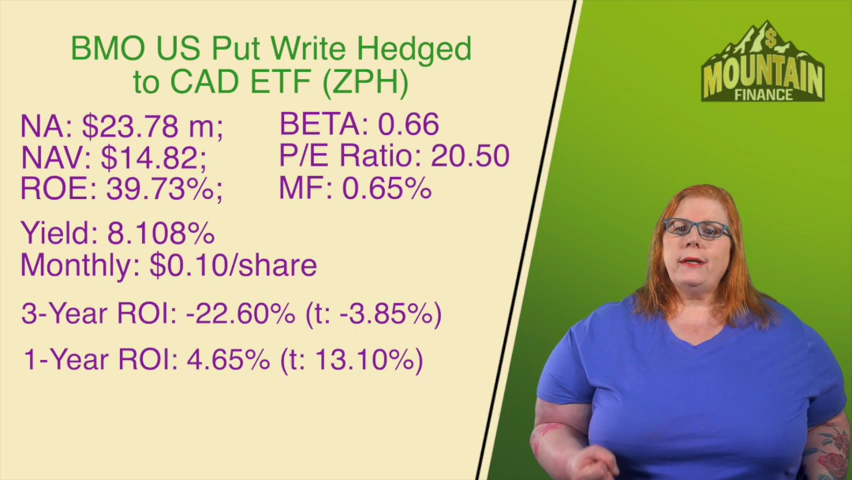 BMO US Put Write Hedged
to CAD ETF (ZPH)
NA: $23.78 m;
NAV: $14.82;
ROE: 39.73%;
BETA: 0.66
P/E Ratio: 20.50
MF: 0.65%
Yield: 8.108%
Monthly: $0.10/share
3-Year ROI: -22.60% (t: -3.85%)
1-Year ROI: 4.65% (t: 13.10%)
$
MOUNTAIN
FINANCE